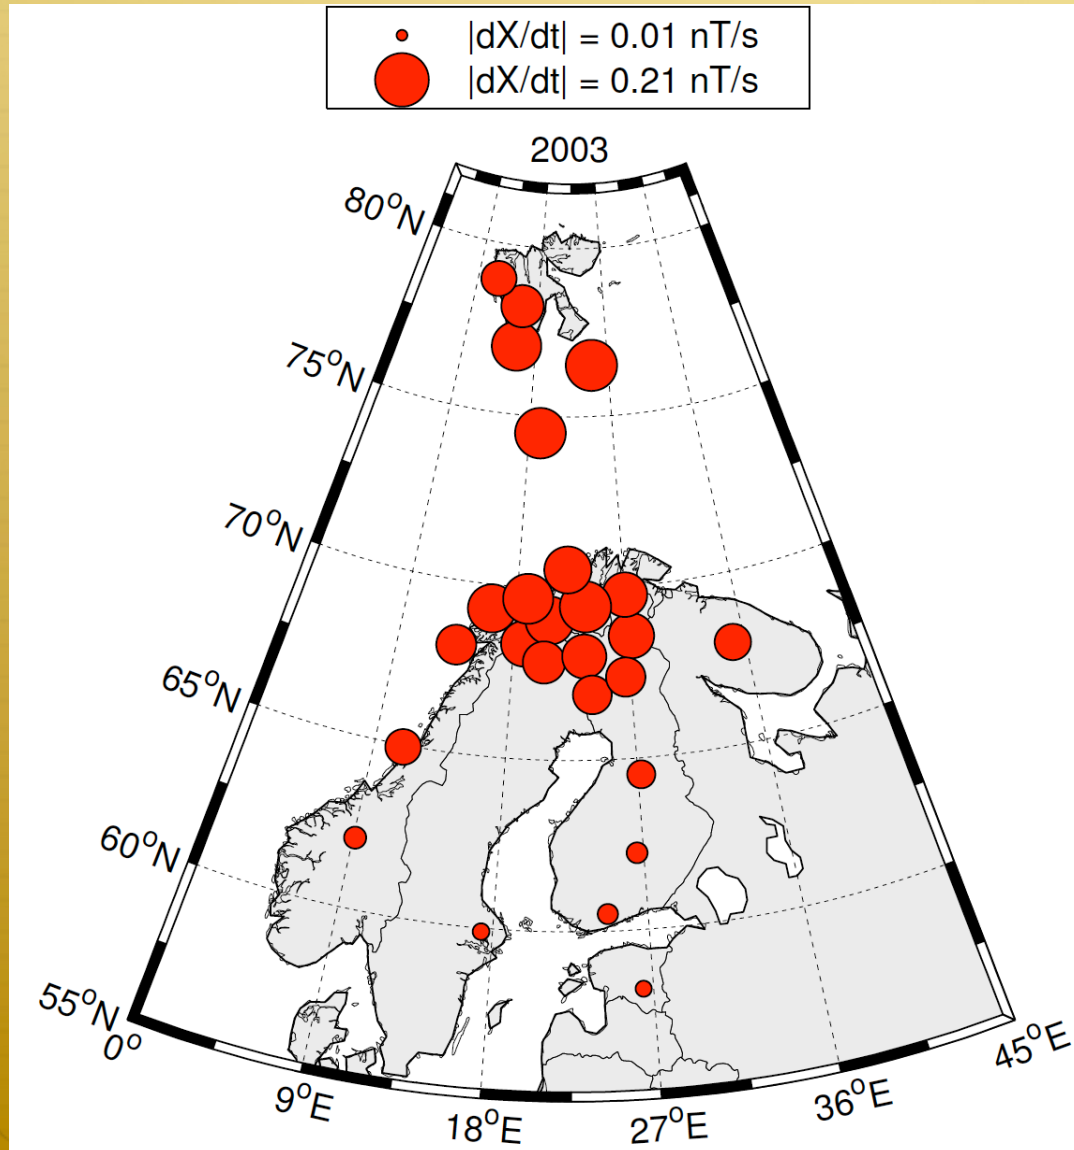 |dX/dt| = 0.01 nT/s
|dX/dt| = 0.21 nT/s
2003
80°N
75°N
70°N
65°N
60°N
55°N
0°
9°E
18°E
27°E
36°E
45°E